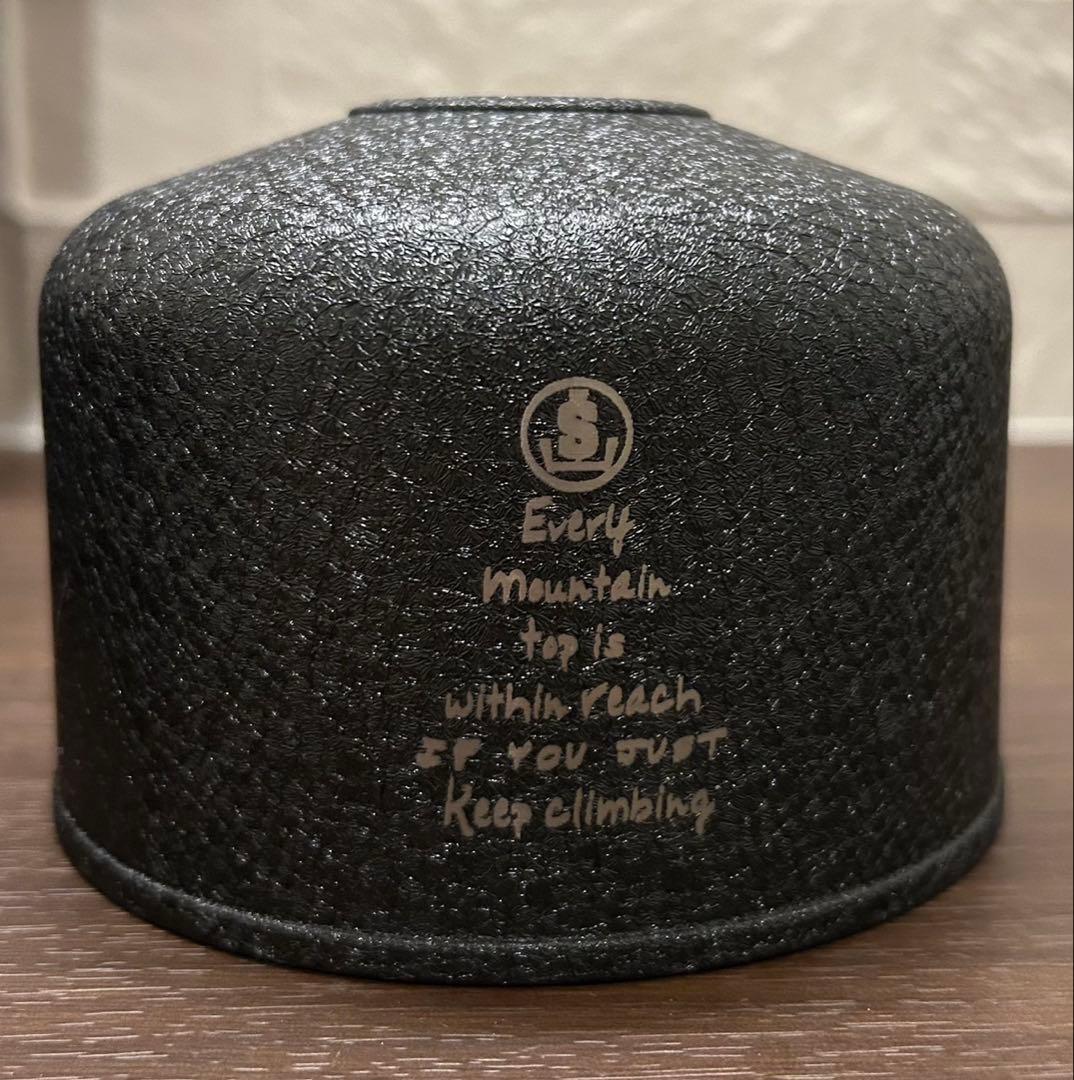 S
Every
mountain
top is
within reach
IF YOU JUST
Keep climbing